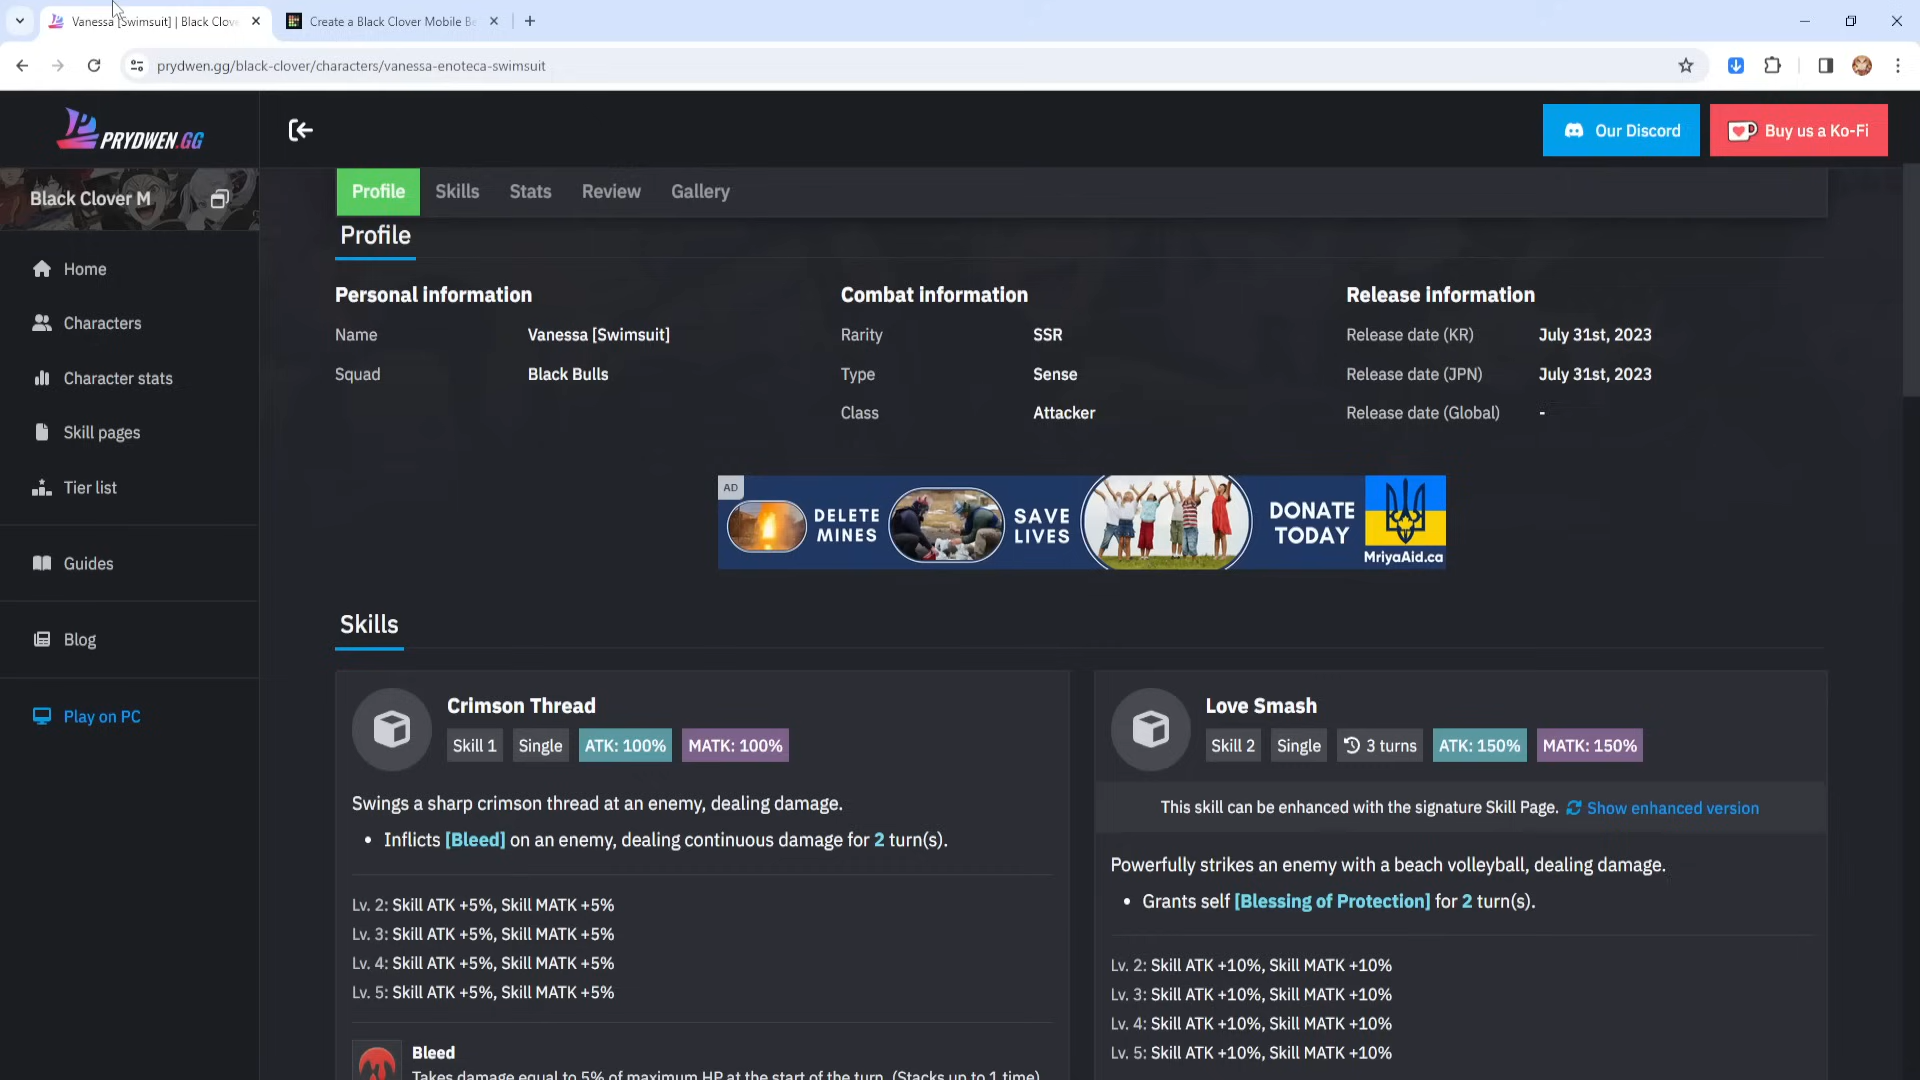 Vanessa [Swimsuit] | Black Clove
Create a Black Clover Mobile Be
prydwen.gg/black-clover/characters/vanessa-enoteca-swimsuit
PRYDWEN.GG
Our Discord
Buy us a Ko-Fi
Black Clover M
Home
Characters
Character stats
Skill pages
Tier list
Guides
Blog
Play on PC
Profile Skills Stats Review Gallery
Profile
Personal information
Name Vanessa [Swimsuit]
Squad Black Bulls
Combat information
Rarity SSR
Type Sense
Class Attacker
Release information
Release date (KR) July 31st, 2023
Release date (JPN) July 31st, 2023
Release date (Global) -
AD
DELETE
MINES
SAVE
LIVES
DONATE
TODAY
MriyaAid.ca
Skills
Crimson Thread
Skill 1 Single ATK: 100% MATK: 100%
Swings a sharp crimson thread at an enemy, dealing damage.
• Inflicts [Bleed] on an enemy, dealing continuous damage for 2 turn(s).
Lv. 2: Skill ATK +5%, Skill MATK +5%
Lv. 3: Skill ATK +5%, Skill MATK +5%
Lv. 4: Skill ATK +5%, Skill MATK +5%
Lv. 5: Skill ATK +5%, Skill MATK +5%
Bleed
Takes damage equal to 5% of maximum HP at the start of the turn. (Stacks up to 1 time)
Love Smash
Skill 2 Single 3 turns ATK: 150% MATK: 150%
This skill can be enhanced with the signature Skill Page. Show enhanced version
Powerfully strikes an enemy with a beach volleyball, dealing damage.
• Grants self [Blessing of Protection] for 2 turn(s).
Lv. 2: Skill ATK +10%, Skill MATK +10%
Lv. 3: Skill ATK +10%, Skill MATK +10%
Lv. 4: Skill ATK +10%, Skill MATK +10%
Lv. 5: Skill ATK +10%, Skill MATK +10%